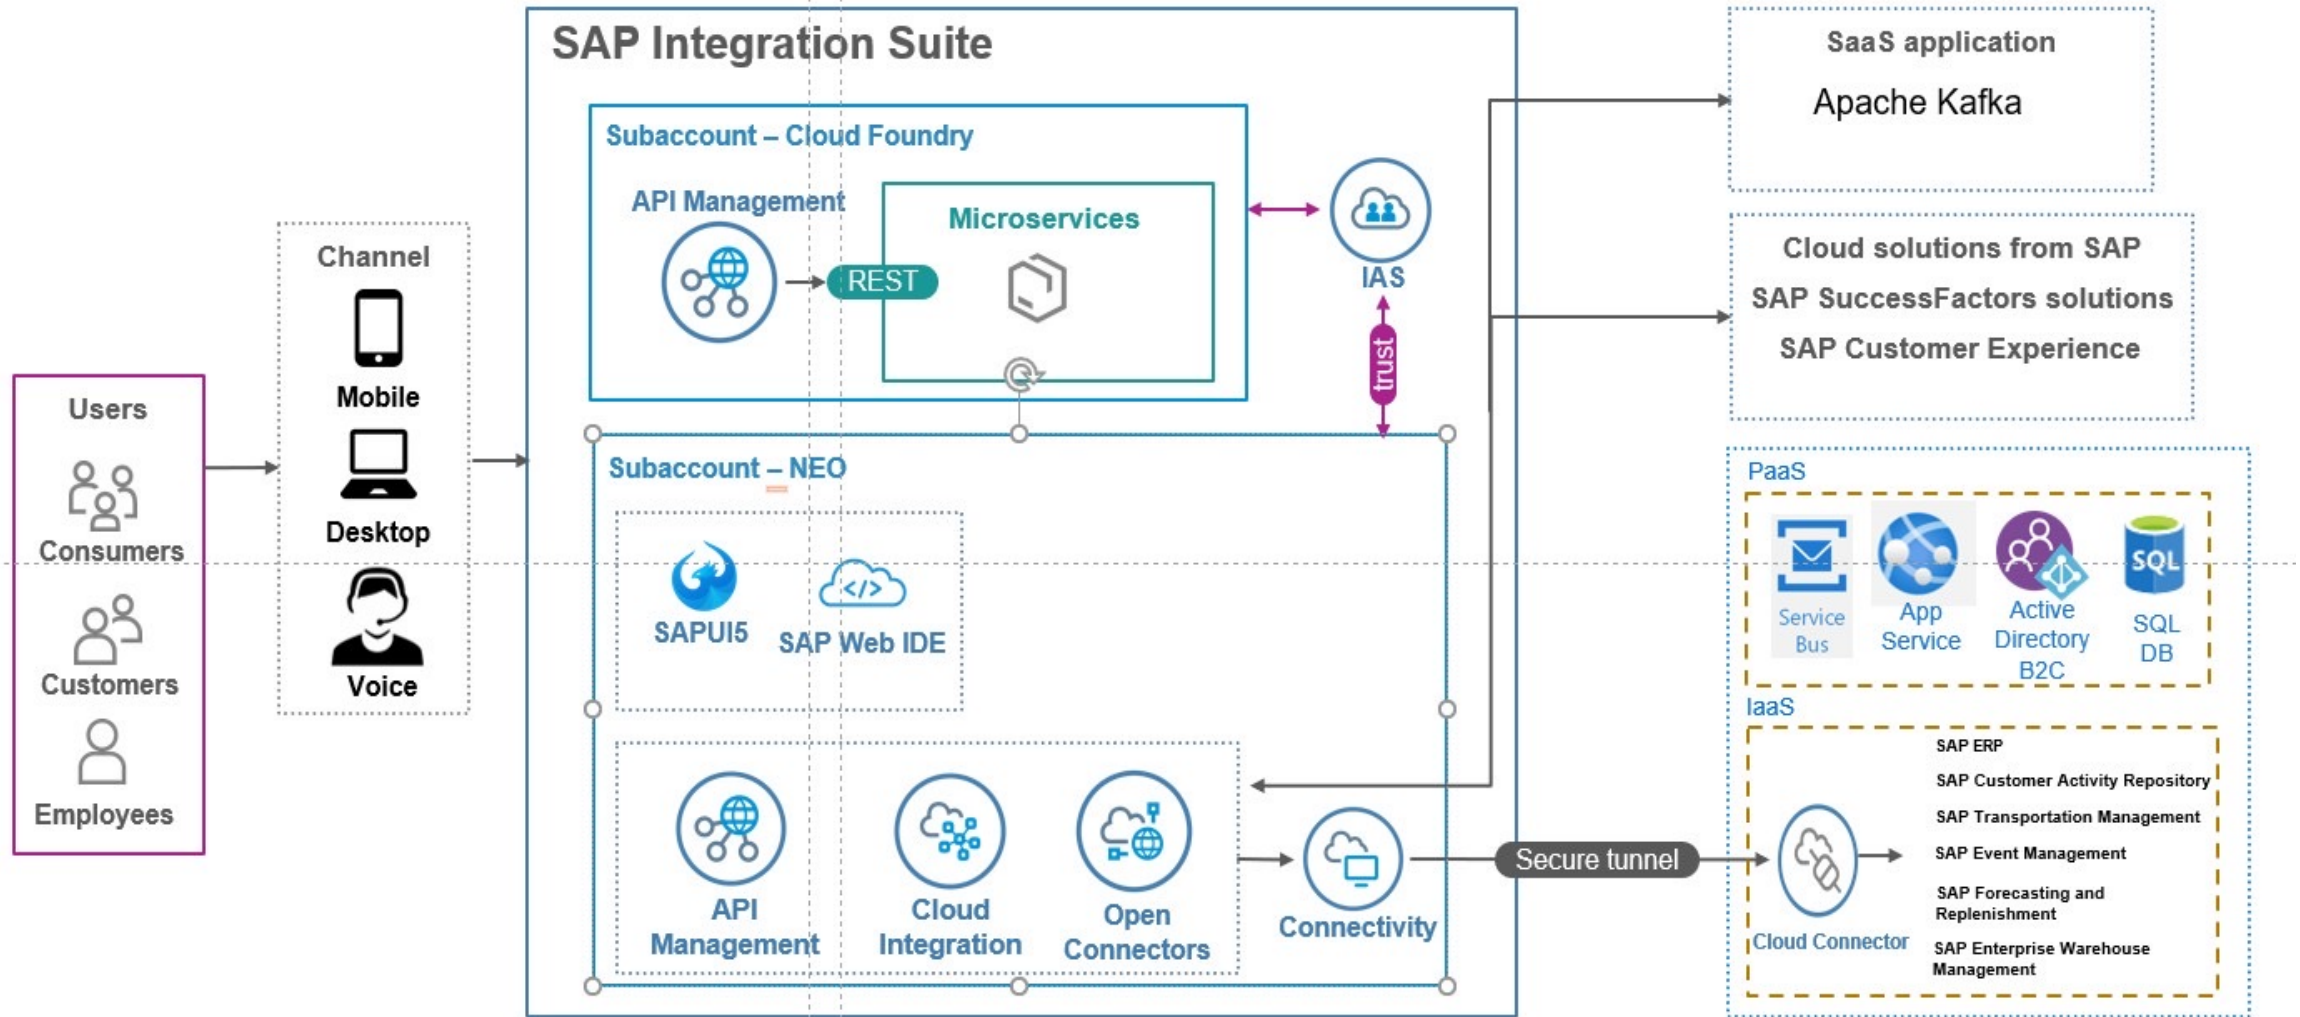 SAP Integration Suite
Users
Consumers
Customers
Employees
Channel
Mobile
Desktop
Voice
Subaccount – Cloud Foundry
API Management
REST
Microservices
IAS
trust
Subaccount – NEO
SAPUI5
SAP Web IDE
</>
API
Management
Cloud
Integration
Open
Connectors
Connectivity
Secure tunnel
SaaS application
Apache Kafka
Cloud solutions from SAP
SAP SuccessFactors solutions
SAP Customer Experience
PaaS
Service
Bus
App
Service
Active
Directory
B2C
SQL
SQL
DB
IaaS
Cloud Connector
SAP ERP
SAP Customer Activity Repository
SAP Transportation Management
SAP Event Management
SAP Forecasting and
Replenishment
SAP Enterprise Warehouse
Management